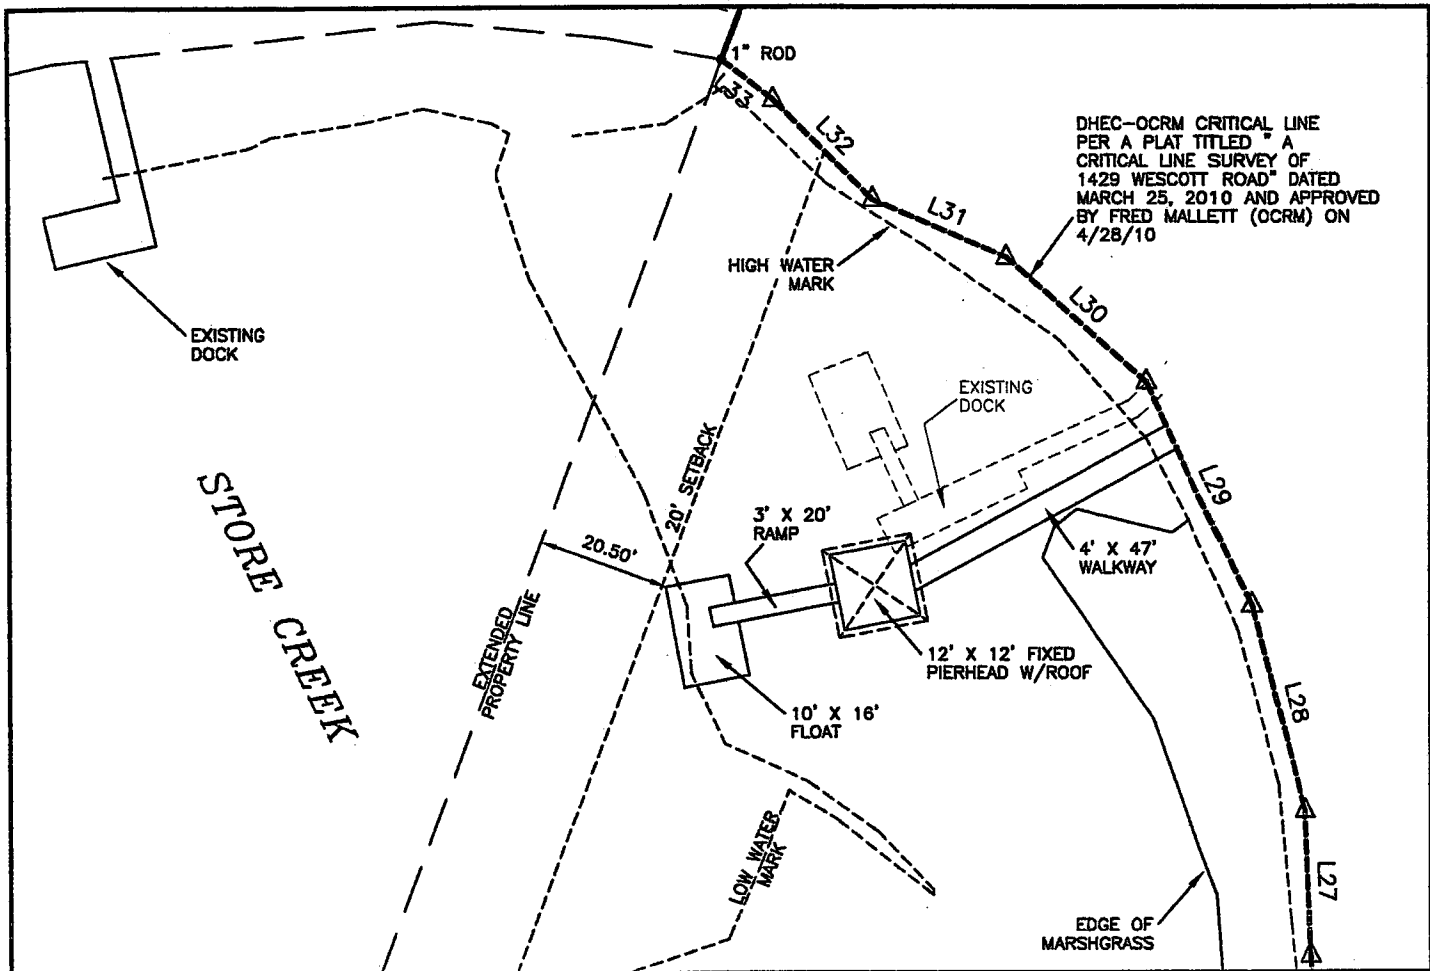 1" ROD
L33
L32
DHEC-OCRM CRITICAL LINE
PER A PLAT TITLED " A
CRITICAL LINE SURVEY OF
1429 WESCOTT ROAD" DATED
MARCH 25, 2010 AND APPROVED
BY FRED MALLETT (OCRM) ON
4/28/10
L31
HIGH WATER
MARK
L30
EXISTING
DOCK
EXISTING
DOCK
20' SETBACK
L29
STORE CREEK
3' X 20'
RAMP
20.50'
4' X 47'
WALKWAY
EXTENDED
PROPERTY LINE
12' X 12' FIXED
PIERHEAD W/ROOF
L28
10' X 16'
FLOAT
LOW WATER
MARK
L27
EDGE OF
MARSHGRASS